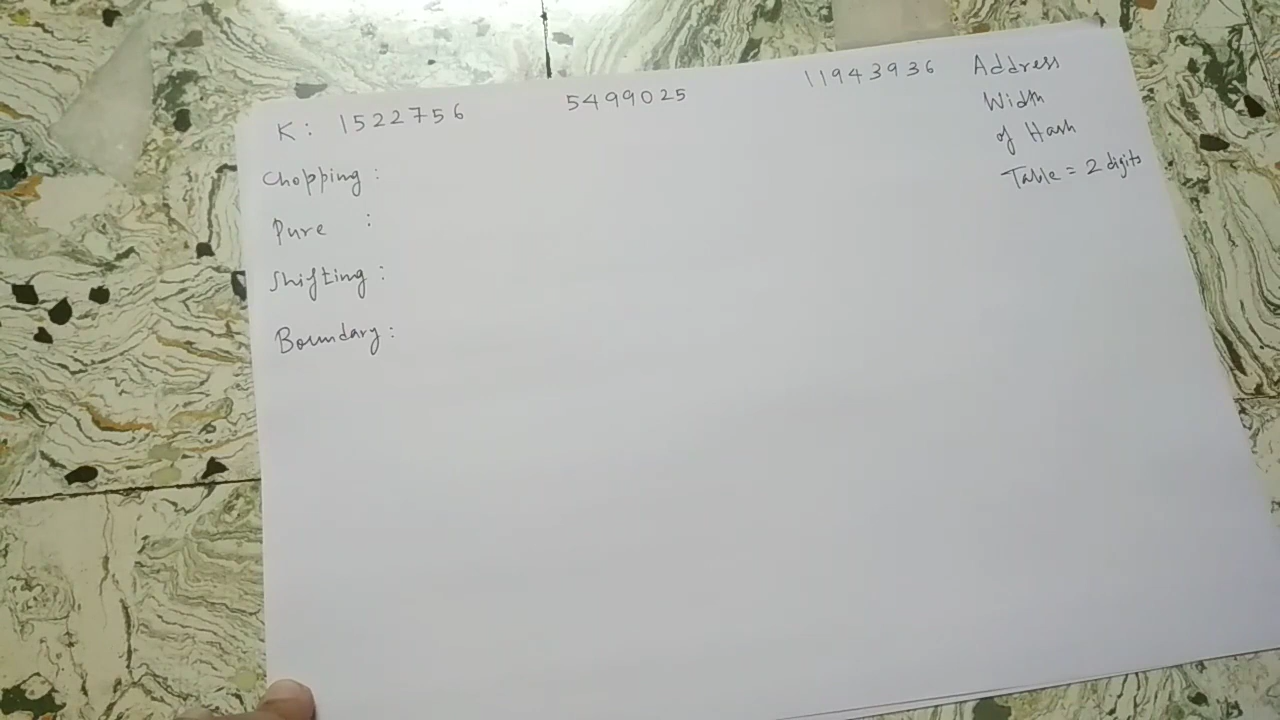 K: 1522756 5499025 11943936 Address
Width
of Hash
Table = 2 digits
Chopping :
Pure :
Shifting :
Boundary :